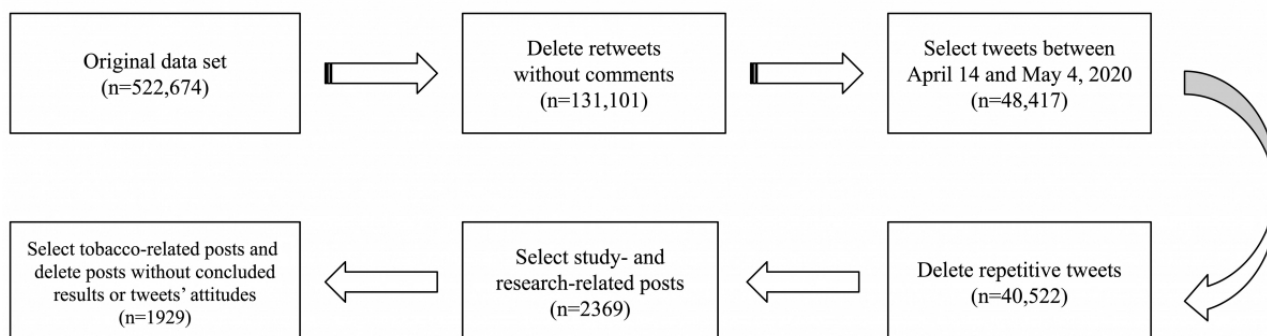 Original data set
(n=522,674)
Delete retweets
without comments
(n=131,101)
Select tweets between
April 14 and May 4, 2020
(n=48,417)
Delete repetitive tweets
(n=40,522)
Select study- and
research-related posts
(n=2369)
Select tobacco-related posts and
delete posts without concluded
results or tweets’ attitudes
(n=1929)